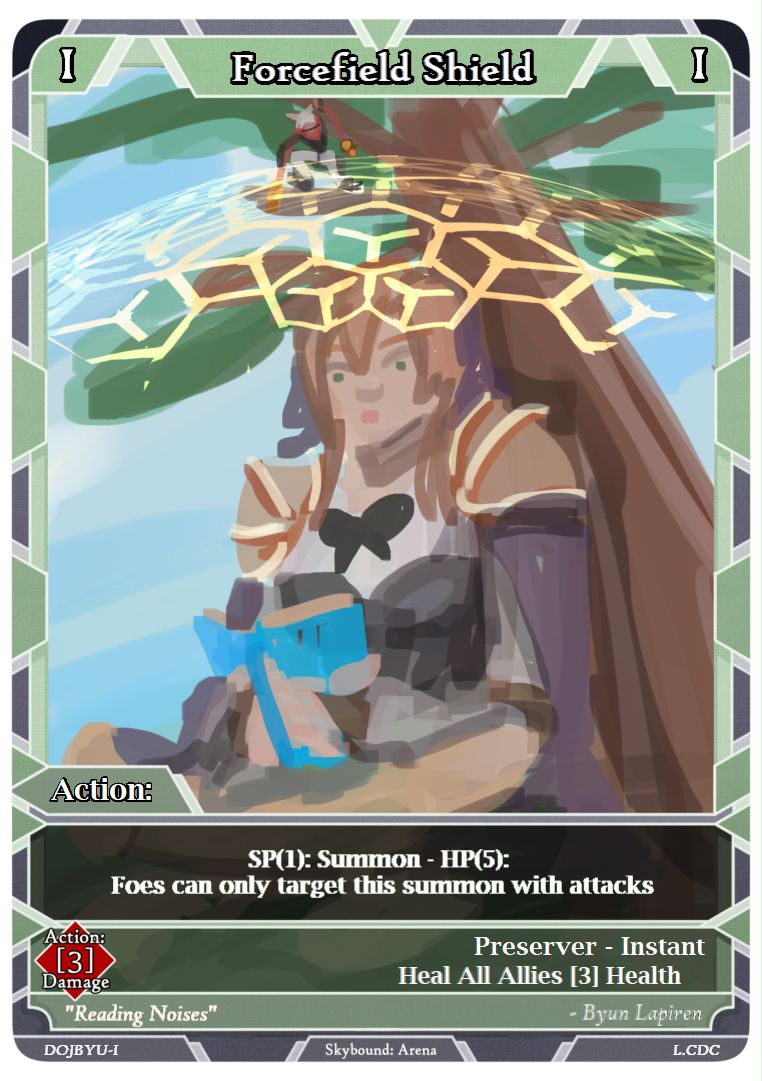 I Forcefield Shield I
Action:
SP(1): Summon - HP(5):
Foes can only target this summon with attacks
Action:
[3]
Damage
Preserver - Instant
Heal All Allies [3] Health
"Reading Noises" - Byun Lapiren
DOJBYU-I Skybound: Arena L.CDC